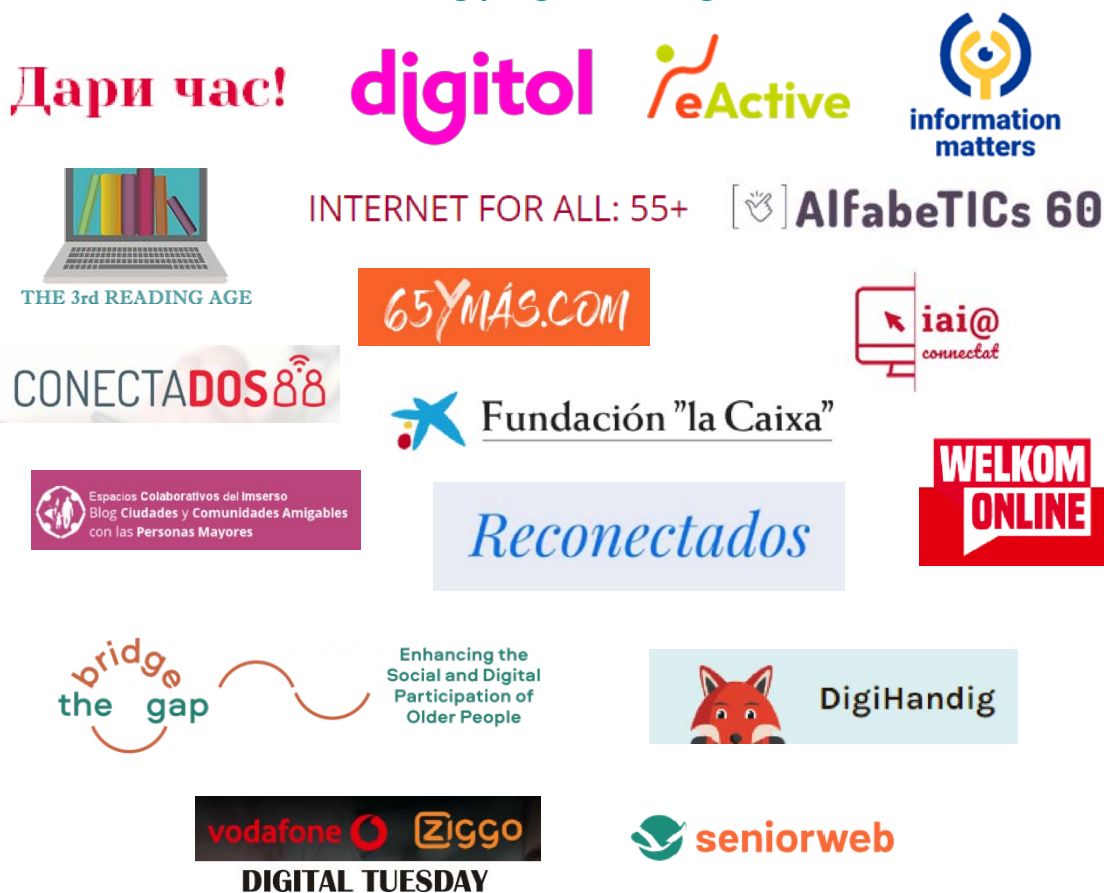 Дари час!
digitol
eActive
information
matters
THE 3rd READING AGE
INTERNET FOR ALL: 55+
AlfabeTICs 60
65YMÁS.COM
iai@
connectat
CONECTADOS
Fundación "la Caixa"
WELKOM
ONLINE
Espacios Colaborativos del Imserso
Blog Ciudades y Comunidades Amigables
con las Personas Mayores
Reconectados
bridge
the gap
Enhancing the
Social and Digital
Participation of
Older People
DigiHandig
vodafone ziggo
DIGITAL TUESDAY
seniorweb